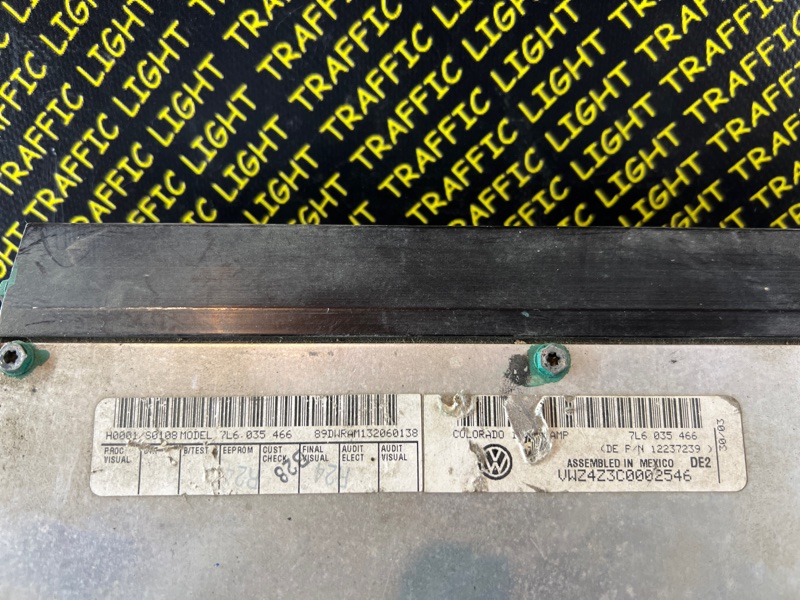 TRAFFIC LIGHT TRAFFIC LIGHT TRAFFIC LIGHT
H0001/S0108 MODEL 7L6 035 466 89DWRAM132060138
PROC VISUAL
B/TEST
EEPROM
CUST CHECK
FINAL VISUAL
AUDIT ELECT
AUDIT VISUAL
528
COLORADO AMP 7L6 035 466
(DE P/N 12237239 )
ASSEMBLED IN MEXICO DE2
VWZ4Z3C0002546
30/03